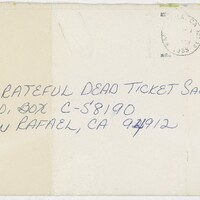 RATEFUL DEAD TICKET SA
O. BOX C-58190
N RAFAEL, CA 94912